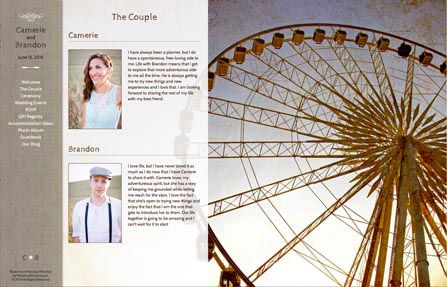 Camerie
and
Brandon
June 13, 2015
Welcome
The Couple
Ceremony
Wedding Events
RSVP
Gift Registry
Accommodation Ideas
Photo Album
Guestbook
Our Blog
C B
The Couple
Camerie
I have always been a planner, but I do
have a spontaneous, free-loving side to
me. Life with Brandon means that I get
to explore that more adventurous side
to me all the time. He is always getting
me to try new things and new
experiences and I love that. I am looking
forward to sharing the rest of my life
with my best friend.
Brandon
I love life, but I have never loved it so
much as I do now that I have Camerie
to share it with. Camerie loves my
adventurous spirit, but she has a way
of keeping me grounded while letting
me reach for the stars. I love the fact
that she's open to trying new things and
enjoy the fact that I am the one that
gets to introduce her to them. Our life
together is going to be amazing and I
can't wait for it to start.